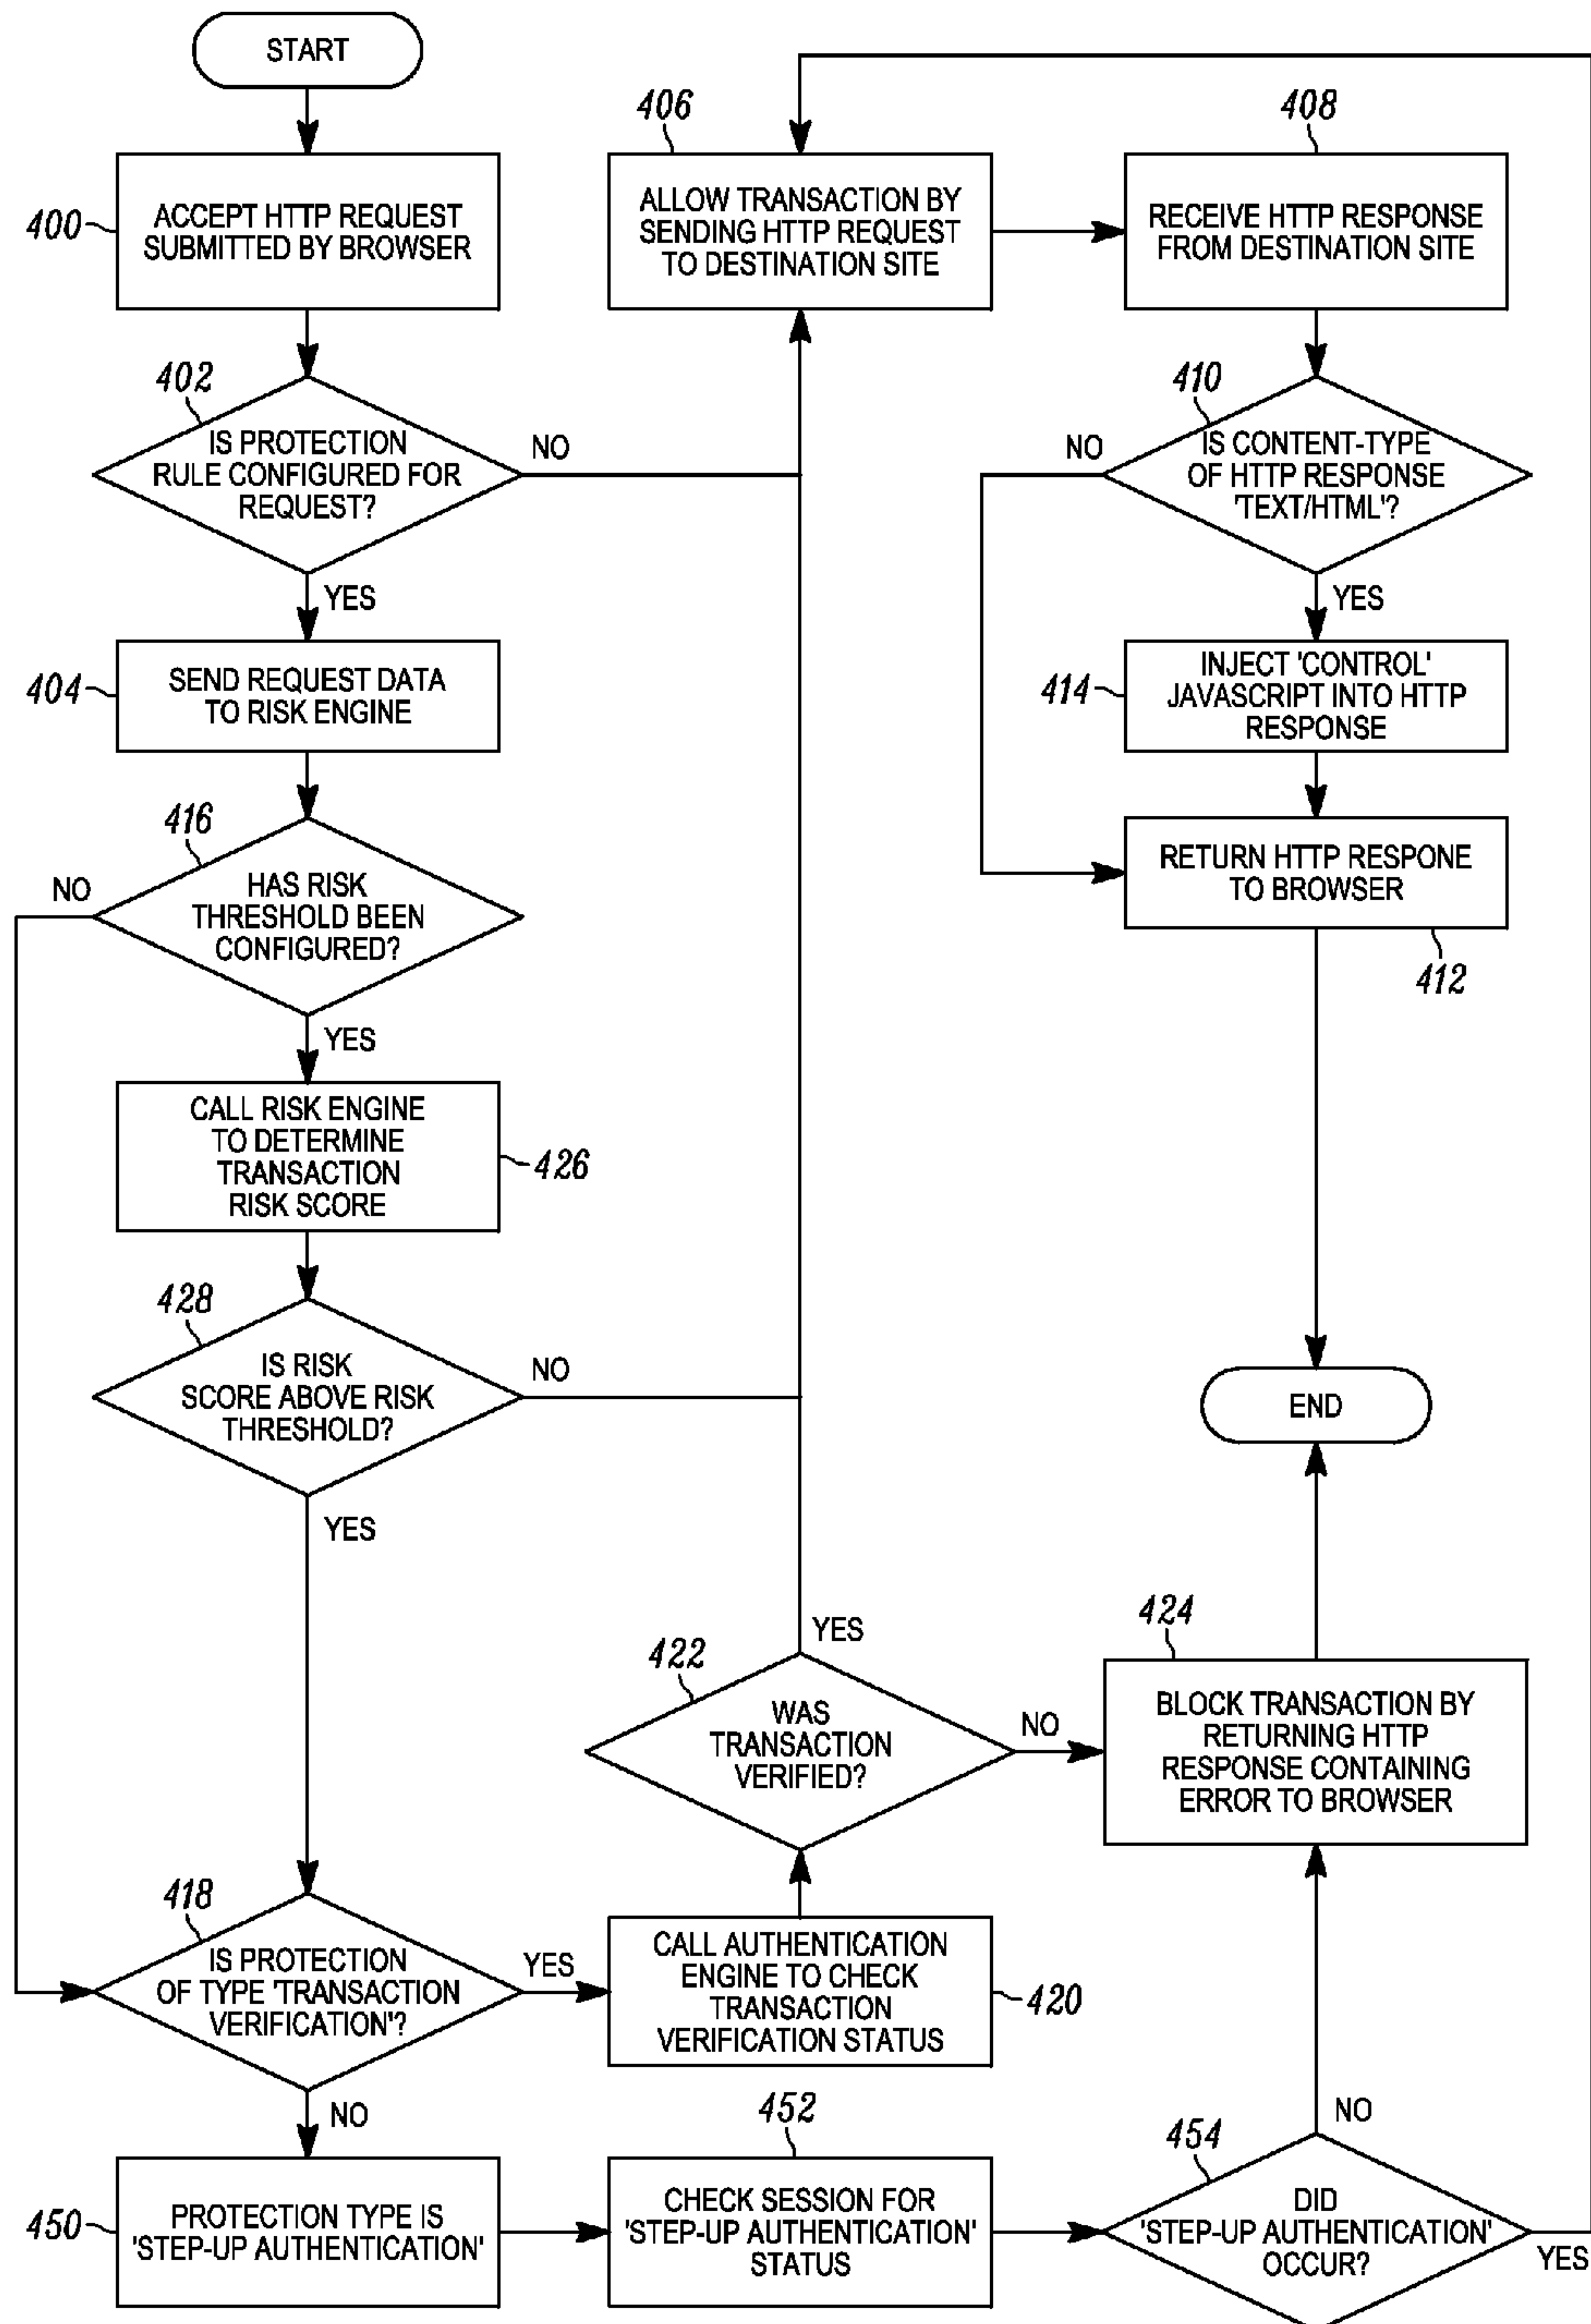 START
400
ACCEPT HTTP REQUEST
SUBMITTED BY BROWSER
402
IS PROTECTION
RULE CONFIGURED FOR
REQUEST?
NO
YES
404
SEND REQUEST DATA
TO RISK ENGINE
416
HAS RISK
THRESHOLD BEEN
CONFIGURED?
NO
YES
CALL RISK ENGINE
TO DETERMINE
TRANSACTION
RISK SCORE
426
428
IS RISK
SCORE ABOVE RISK
THRESHOLD?
NO
YES
418
IS PROTECTION
OF TYPE 'TRANSACTION
VERIFICATION'?
YES
NO
450
PROTECTION TYPE IS
'STEP-UP AUTHENTICATION'
406
ALLOW TRANSACTION BY
SENDING HTTP REQUEST
TO DESTINATION SITE
YES
422
WAS
TRANSACTION
VERIFIED?
NO
CALL AUTHENTICATION
ENGINE TO CHECK
TRANSACTION
VERIFICATION STATUS
420
452
CHECK SESSION FOR
'STEP-UP AUTHENTICATION'
STATUS
408
RECEIVE HTTP RESPONSE
FROM DESTINATION SITE
410
IS CONTENT-TYPE
OF HTTP RESPONSE
'TEXT/HTML'?
NO
YES
414
INJECT 'CONTROL'
JAVASCRIPT INTO HTTP
RESPONSE
RETURN HTTP RESPONE
TO BROWSER
412
END
424
BLOCK TRANSACTION BY
RETURNING HTTP
RESPONSE CONTAINING
ERROR TO BROWSER
NO
454
DID
'STEP-UP AUTHENTICATION'
OCCUR?
YES